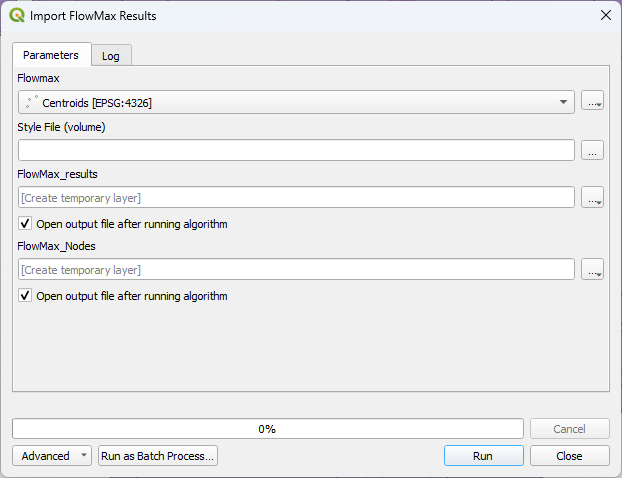 Import FlowMax Results
Parameters
Log
Flowmax
Centroids [EPSG:4326]
...
Style File (volume)
...
FlowMax_results
[Create temporary layer]
...
Open output file after running algorithm
FlowMax_Nodes
[Create temporary layer]
...
Open output file after running algorithm
0%
Cancel
Advanced
Run as Batch Process...
Run
Close